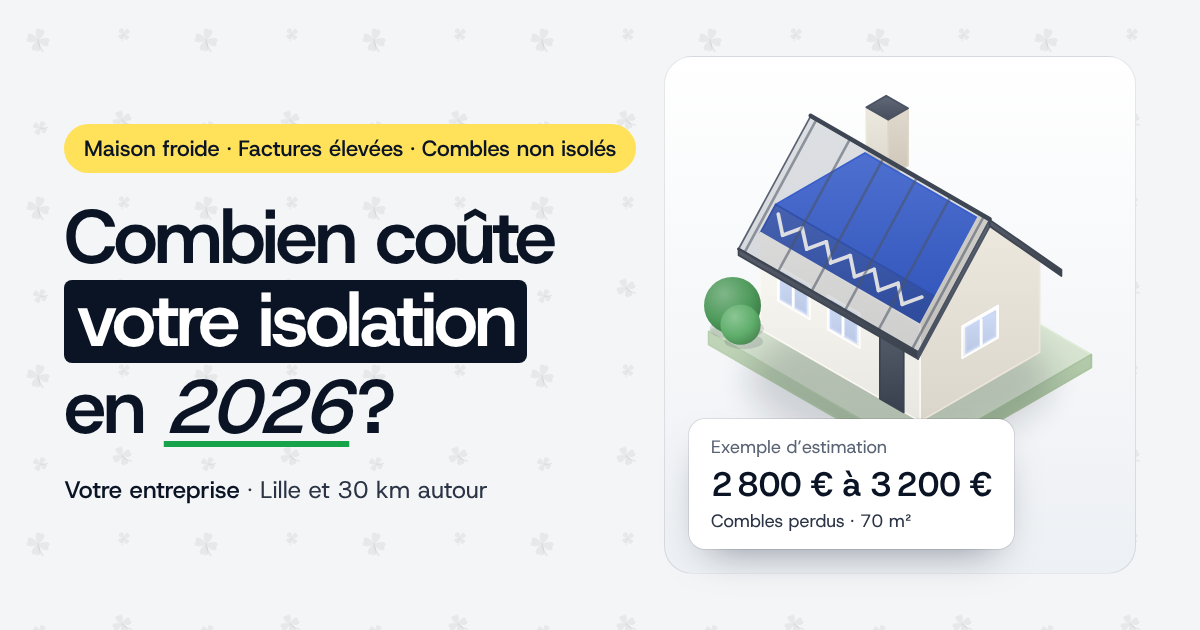 Maison froide · Factures élevées · Combles non isolés
Combien coûte
votre isolation
en 2026?
Votre entreprise · Lille et 30 km autour
Exemple d’estimation
2 800 € à 3 200 €
Combles perdus · 70 m²